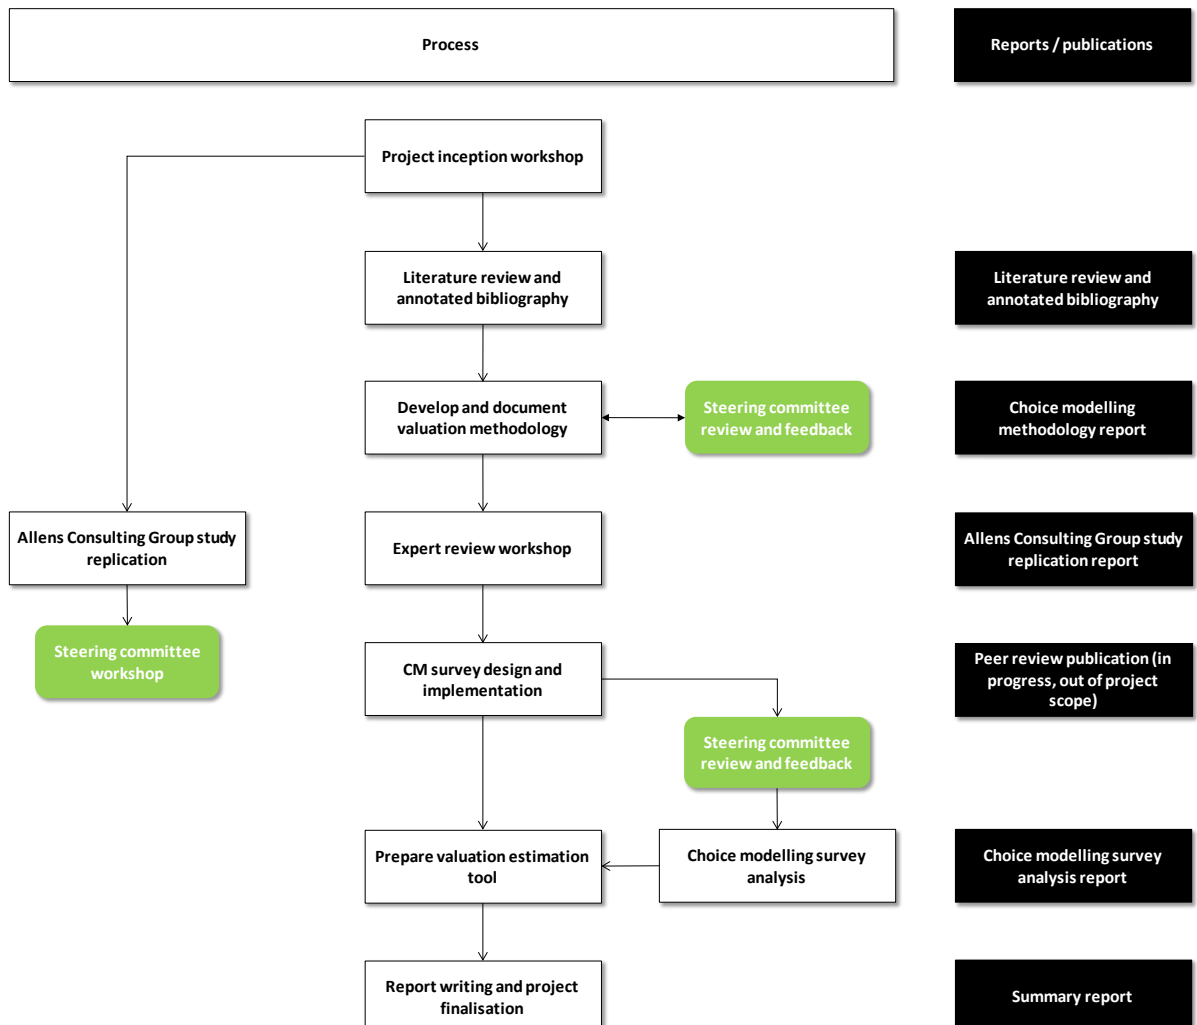 Process
Reports / publications
Project inception workshop
Literature review and
annotated bibliography
Literature review and
annotated bibliography
Develop and document
valuation methodology
Steering committee
review and feedback
Choice modelling
methodology report
Allens Consulting Group study
replication
Expert review workshop
Allens Consulting Group study
replication report
Steering committee
workshop
CM survey design and
implementation
Peer review publication (in
progress, out of project
scope)
Steering committee
review and feedback
Prepare valuation estimation
tool
Choice modelling survey
analysis
Choice modelling survey
analysis report
Report writing and project
finalisation
Summary report